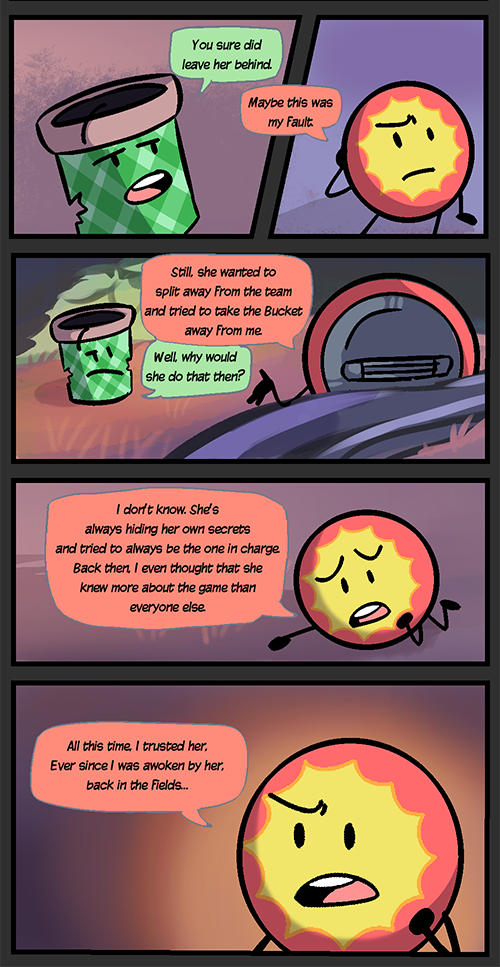 You sure did
leave her behind.
Maybe this was
my Fault.
Still, she wanted to
split away from the team
and tried to take the Bucket
away from me.
Well, why would
she do that then?
I don't know. She's
always hiding her own secrets
and tried to always be the one in charge.
Back then, I even thought that she
knew more about the game than
everyone else.
All this time, I trusted her,
Ever since I was awoken by her,
back in the Fields...